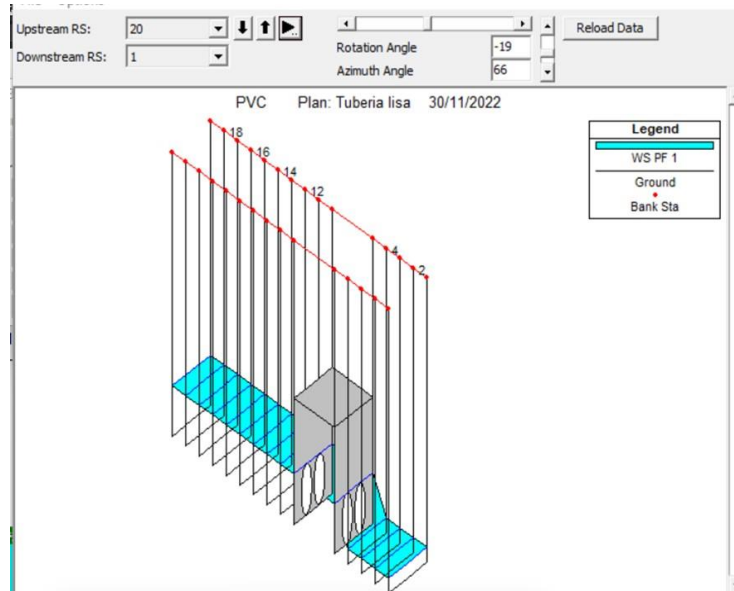 Upstream RS: 20
Downstream RS: 1
Rotation Angle -19
Azimuth Angle 66
Reload Data
PVC Plan: Tuberia lisa 30/11/2022
Legend
WS PF 1
Ground
Bank Sta
18
16
14
12
4
2